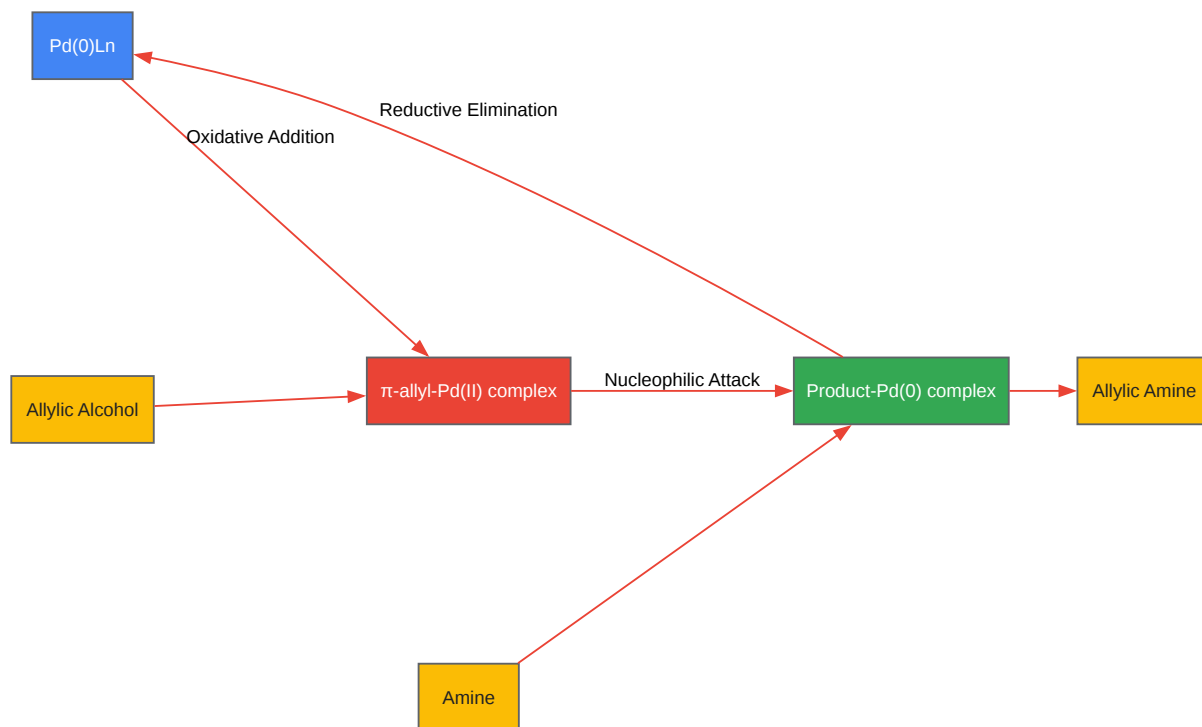 Pd(0)Ln
Reductive Elimination
Oxidative Addition
Allylic Alcohol
π-allyl-Pd(II) complex
Nucleophilic Attack
Product-Pd(0) complex
Allylic Amine
Amine